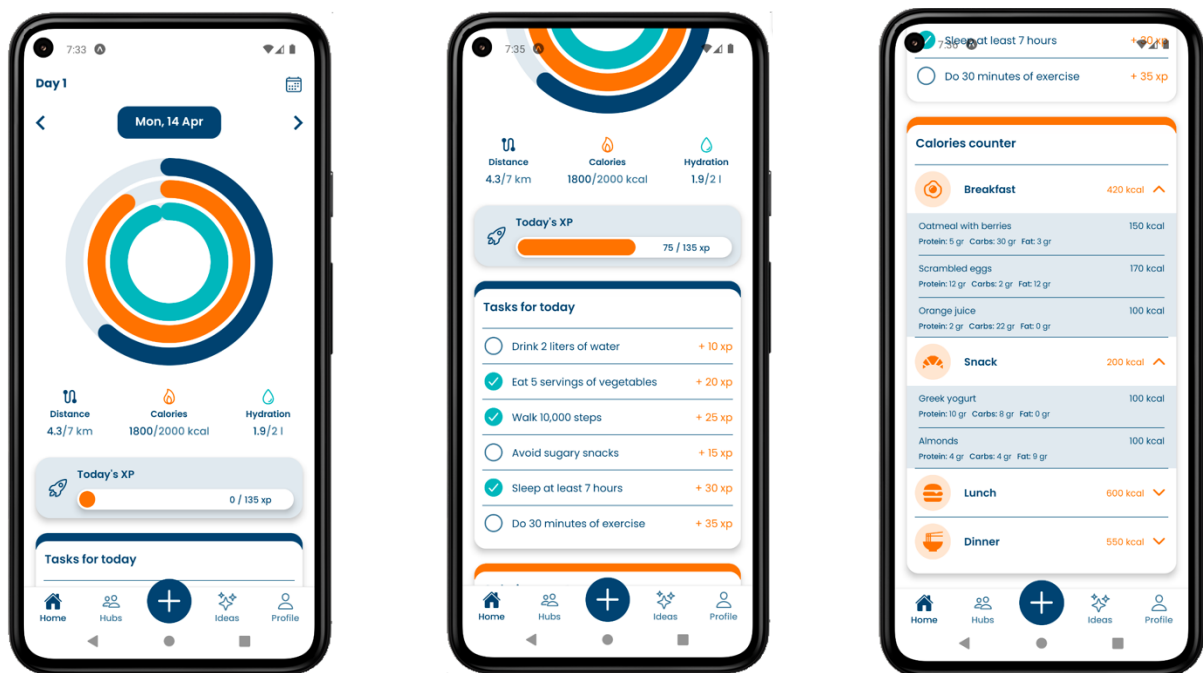 7:33
Day 1
Mon, 14 Apr
Distance
Calories
Hydration
4.3/7 km
1800/2000 kcal
1.9/2 l
Today's XP
0 / 135 xp
Tasks for today
Home
Hubs
Ideas
Profile
7:35
Distance
Calories
Hydration
4.3/7 km
1800/2000 kcal
1.9/2 l
Today's XP
75 / 135 xp
Tasks for today
Drink 2 liters of water + 10 xp
Eat 5 servings of vegetables + 20 xp
Walk 10,000 steps + 25 xp
Avoid sugary snacks + 15 xp
Sleep at least 7 hours + 30 xp
Do 30 minutes of exercise + 35 xp
Home
Hubs
Ideas
Profile
7:36
Sleep at least 7 hours + 30 xp
Do 30 minutes of exercise + 35 xp
Calories counter
Breakfast 420 kcal
Oatmeal with berries 150 kcal
Protein: 5 gr Carbs: 30 gr Fat: 3 gr
Scrambled eggs 170 kcal
Protein: 12 gr Carbs: 2 gr Fat: 12 gr
Orange juice 100 kcal
Protein: 2 gr Carbs: 22 gr Fat: 0 gr
Snack 200 kcal
Greek yogurt 100 kcal
Protein: 10 gr Carbs: 8 gr Fat: 0 gr
Almonds 100 kcal
Protein: 4 gr Carbs: 4 gr Fat: 9 gr
Lunch 600 kcal
Dinner 550 kcal
Home
Hubs
Ideas
Profile